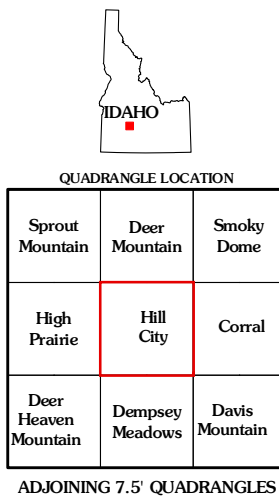 IDAHO
QUADRANGLE LOCATION
Sprout
Mountain
Deer
Mountain
Smoky
Dome
High
Prairie
Hill
City
Corral
Deer
Heaven
Mountain
Dempsey
Meadows
Davis
Mountain
ADJOINING 7.5' QUADRANGLES